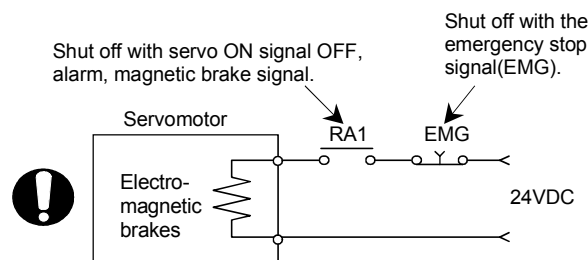 Shut off with the
emergency stop
signal(EMG).
Shut off with servo ON signal OFF,
alarm, magnetic brake signal.
Servomotor
RA1
EMG
Electro-
magnetic
brakes
24VDC